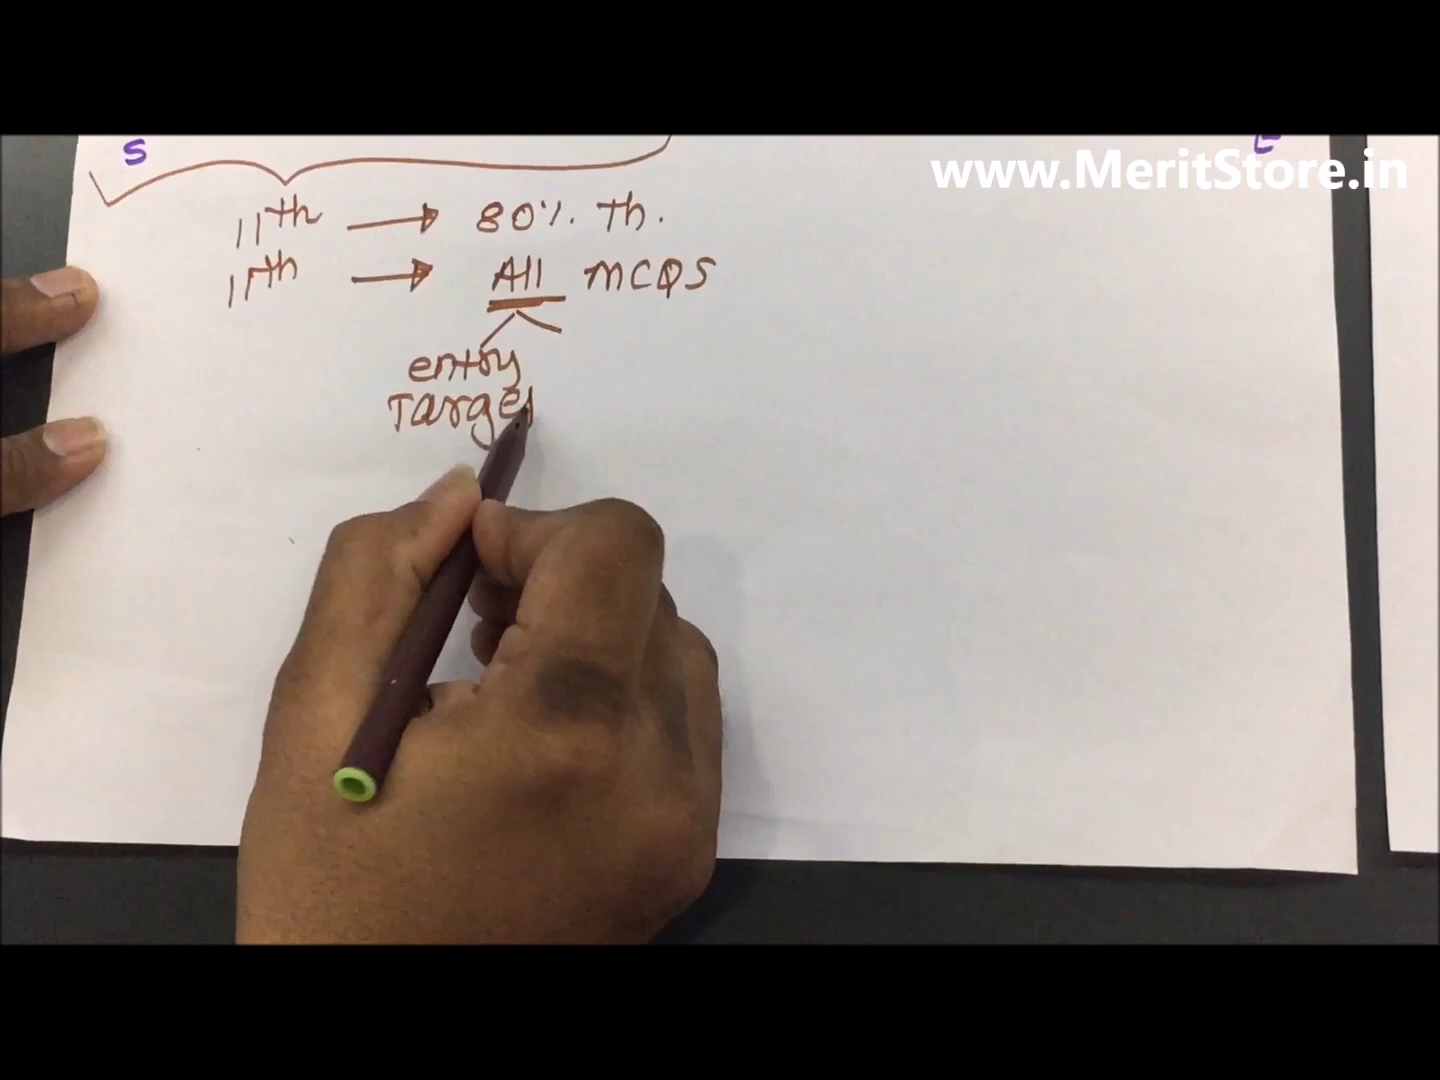 S
www.MeritStore.in
11th → 80%. Th.
11th → All MCQS
entry
Target